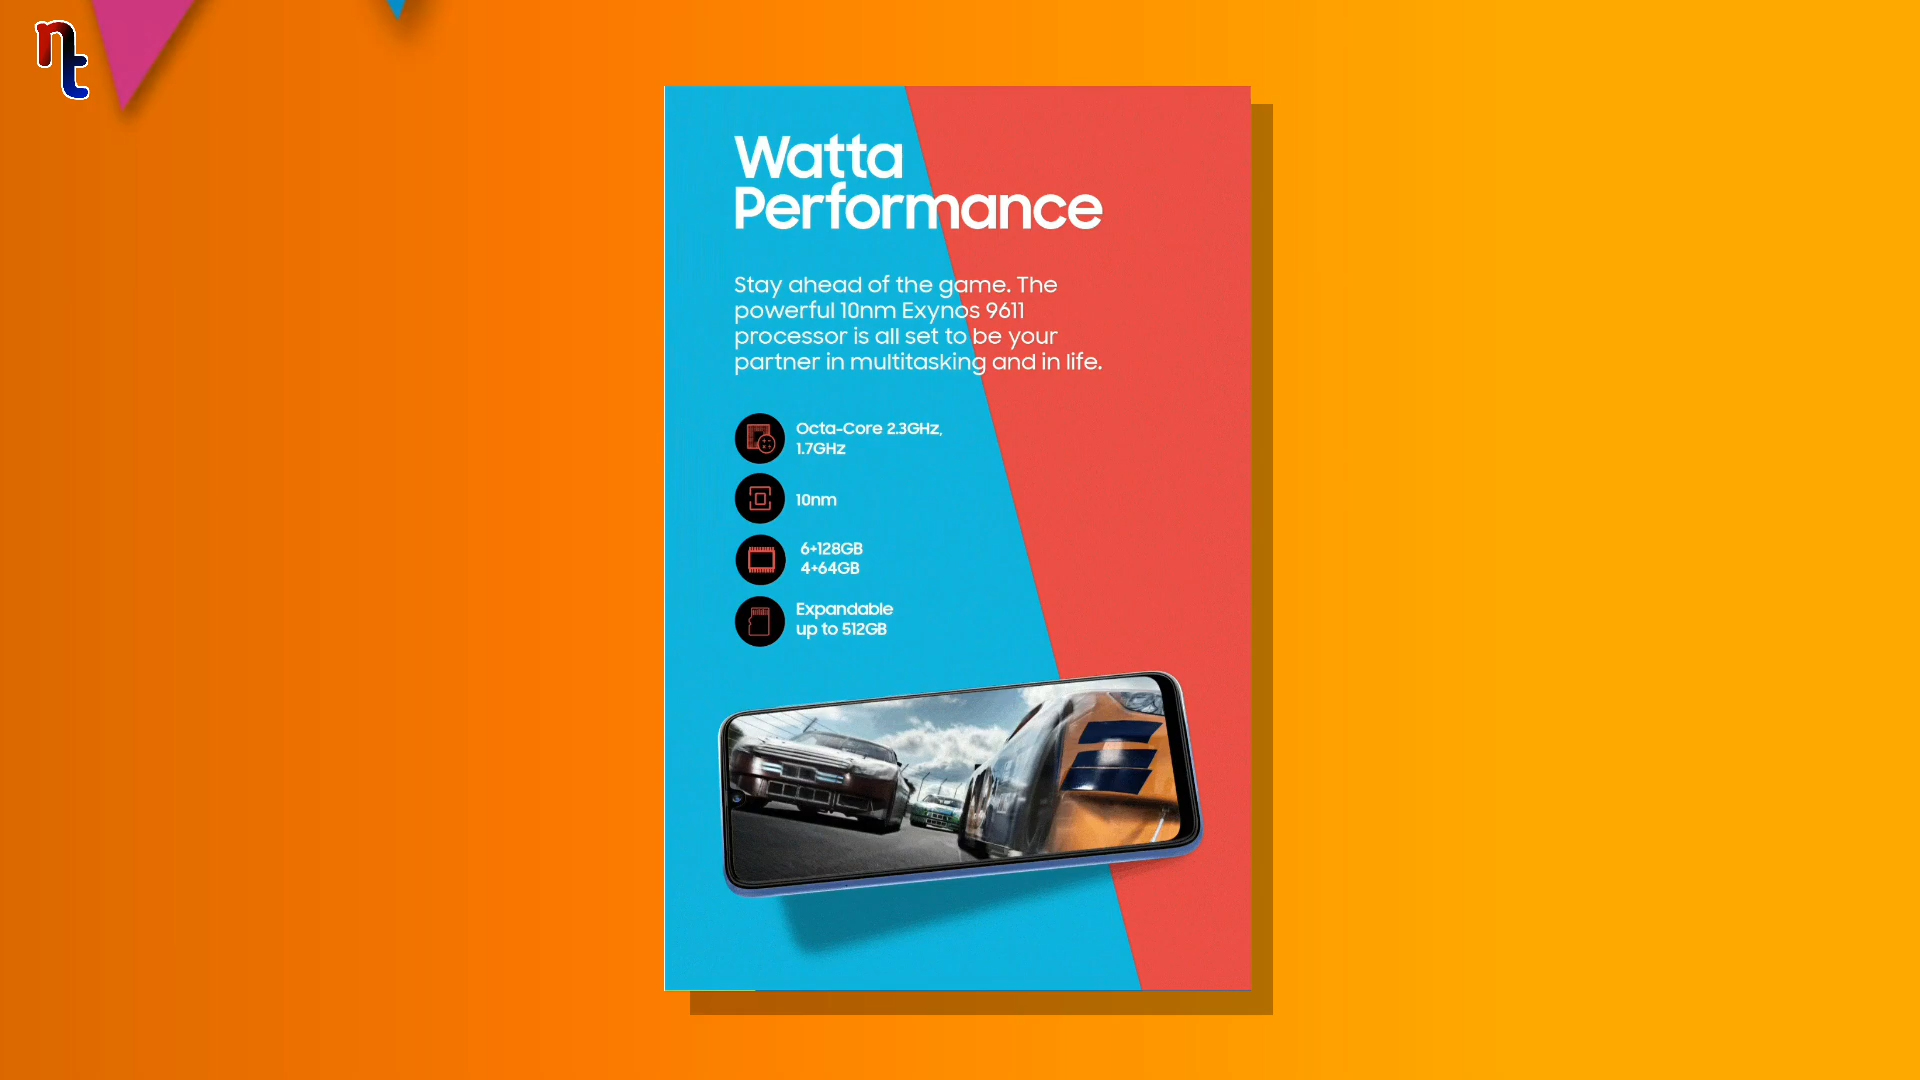 nt
Watta
Performance
Stay ahead of the game. The
powerful 10nm Exynos 9611
processor is all set to be your
partner in multitasking and in life.
Octa-Core 2.3GHz,
1.7GHz
10nm
6+128GB
4+64GB
Expandable
up to 512GB